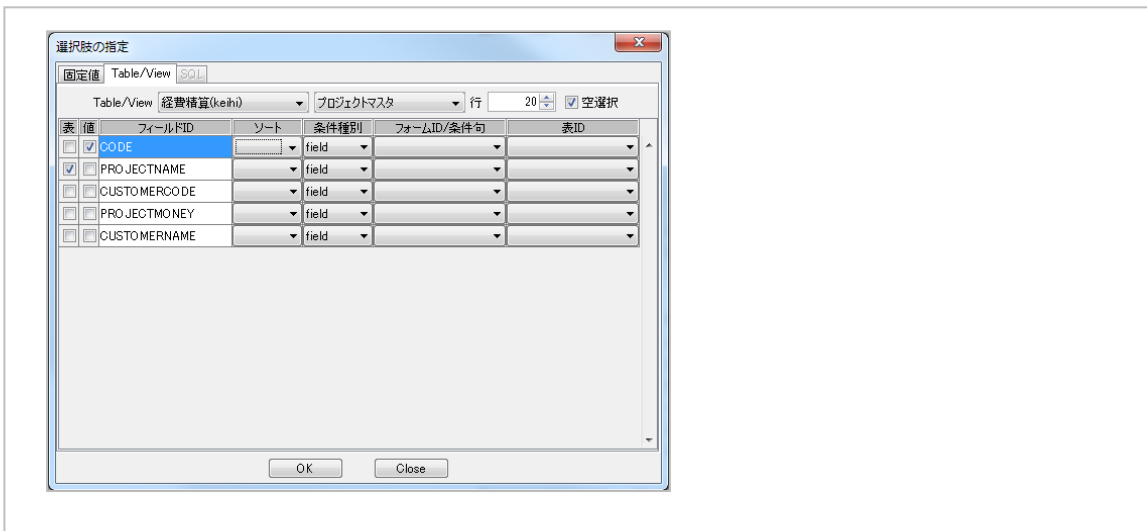 選択肢の指定
固定値 Table/View SQL
Table/View 経費精算(keihi) プロジェクトマスタ 行 20 空選択
表 値 フィールドID ソート 条件種別 フォームID/条件句 表ID
CODE field
PROJECTNAME field
CUSTOMERCODE field
PROJECTMONEY field
CUSTOMERNAME field
OK Close